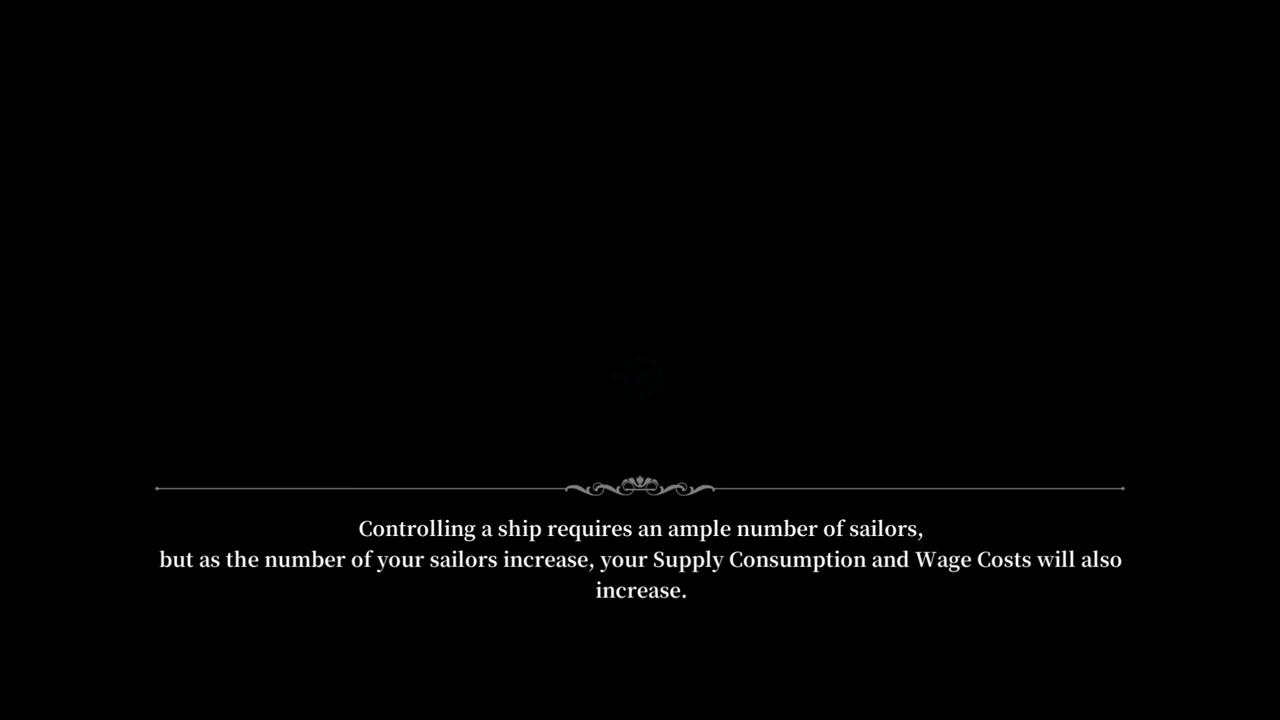 Controlling a ship requires an ample number of sailors,
but as the number of your sailors increase, your Supply Consumption and Wage Costs will also
increase.